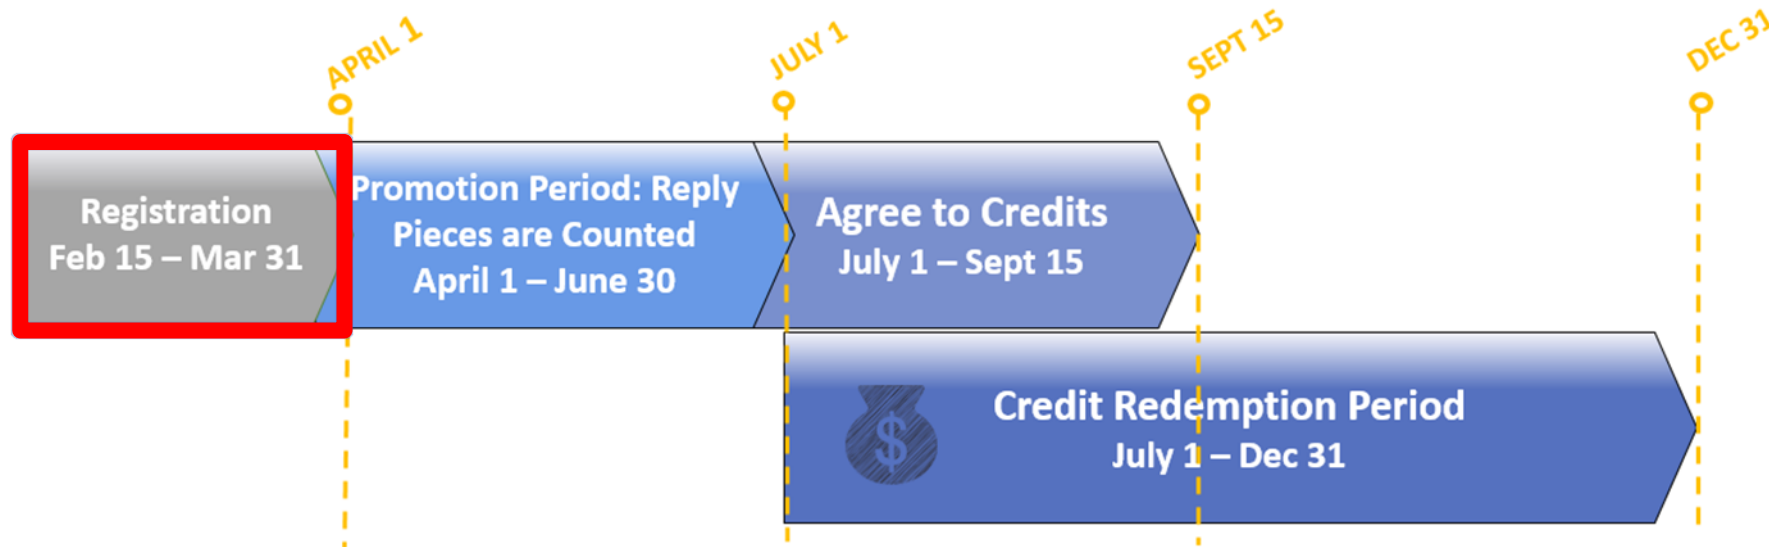 APRIL 1
JULY 1
SEPT 15
DEC 31
Registration
Feb 15 – Mar 31
Promotion Period: Reply
Pieces are Counted
April 1 – June 30
Agree to Credits
July 1 – Sept 15
$
Credit Redemption Period
July 1 – Dec 31